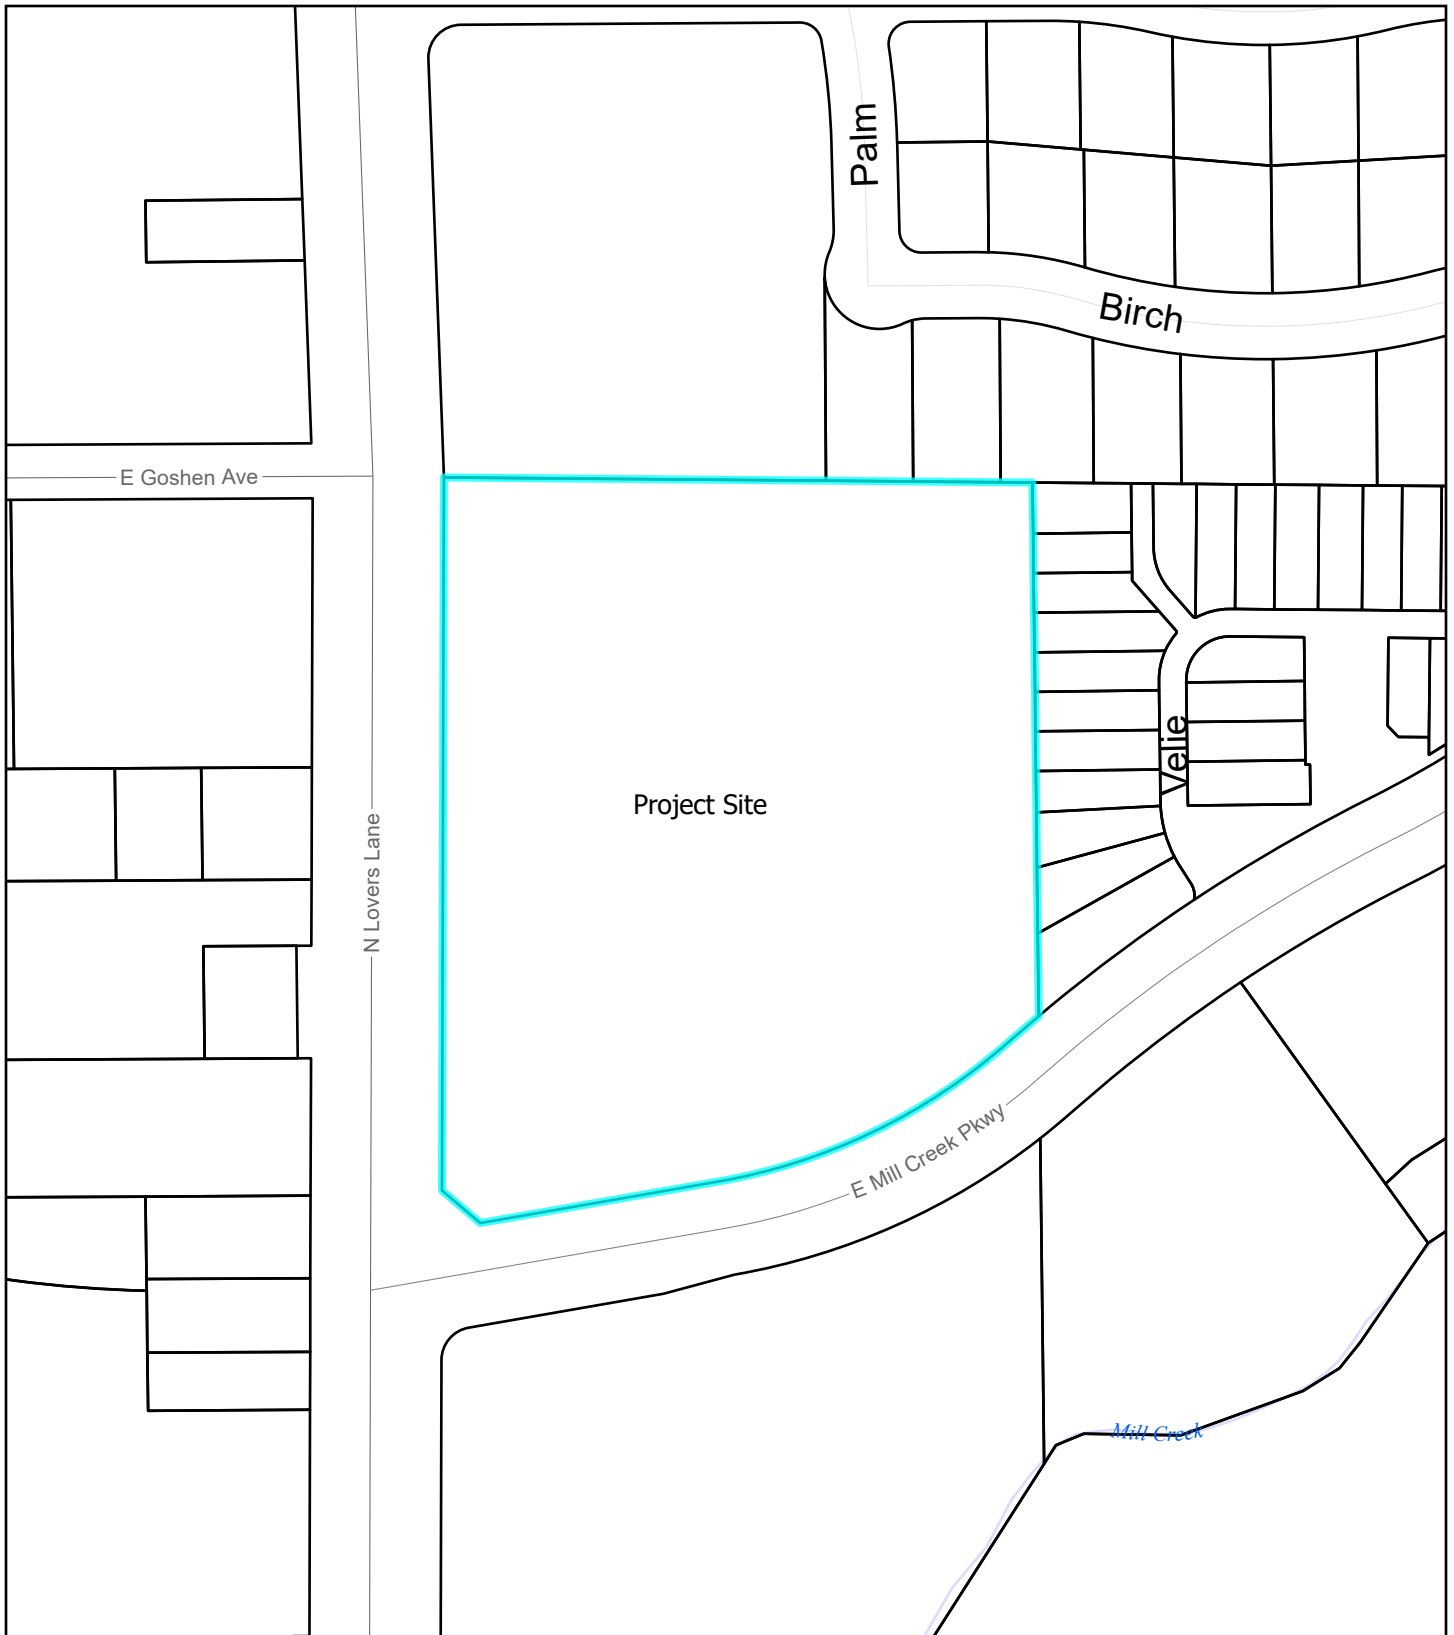 Palm
Birch
E Goshen Ave
Velie
Project Site
N Lovers Lane
E Mill Creek Pkwy
Mill Creek